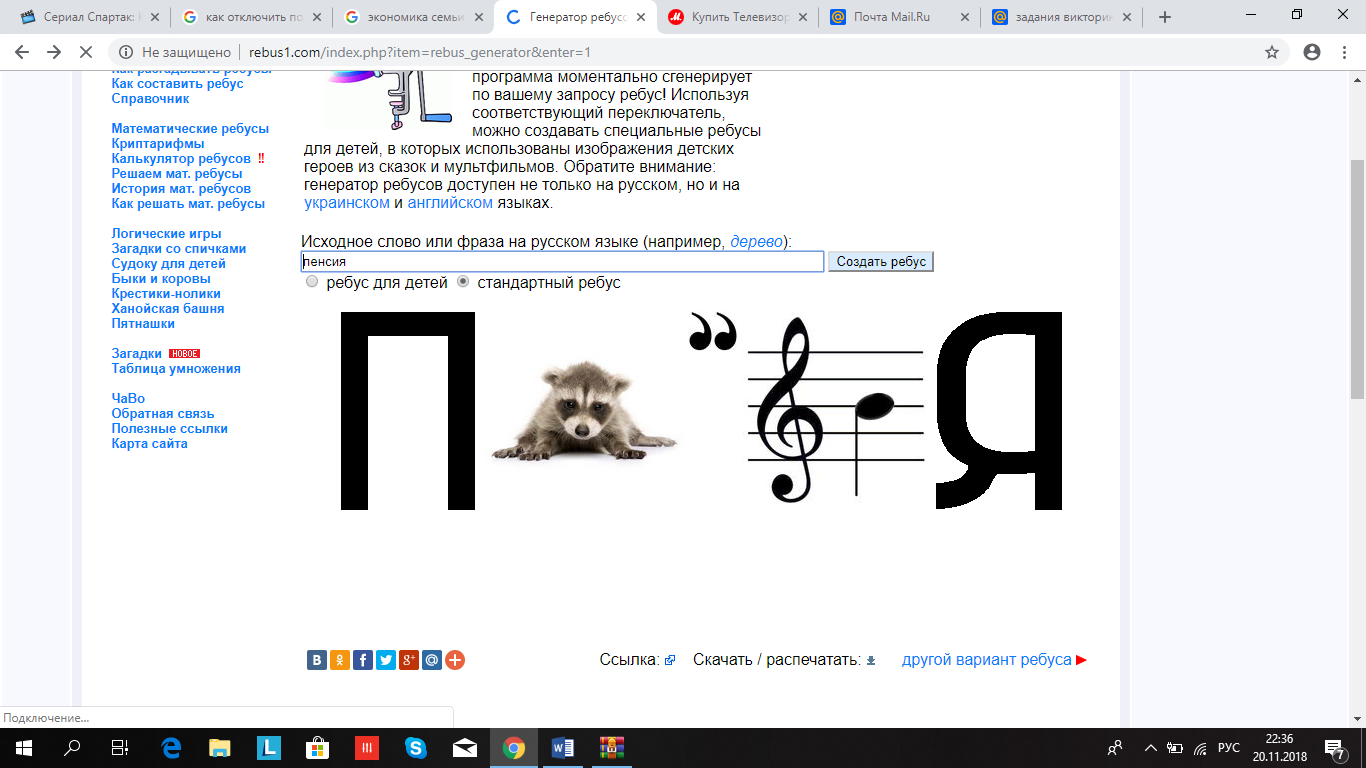 Сериал Спартак:
как отключить по
экономика семьи
Генератор ребусо
Купить Телевизор
Почта Mail.Ru
задания викторин
Не защищено | rebus1.com/index.php?item=rebus_generator&enter=1
Как разгадывать ребусы
Как составить ребус
Справочник
Математические ребусы
Криптарифмы
Калькулятор ребусов !!
Решаем мат. ребусы
История мат. ребусов
Как решать мат. ребусы
Логические игры
Загадки со спичками
Судоку для детей
Быки и коровы
Крестики-нолики
Ханойская башня
Пятнашки
Загадки НОВОЕ
Таблица умножения
ЧаВо
Обратная связь
Полезные ссылки
Карта сайта
программа моментально сгенерирует
по вашему запросу ребус! Используя
соответствующий переключатель,
можно создавать специальные ребусы
для детей, в которых использованы изображения детских
героев из сказок и мультфильмов. Обратите внимание:
генератор ребусов доступен не только на русском, но и на
украинском и английском языках.
Исходное слово или фраза на русском языке (например, дерево):
пенсия
Создать ребус
ребус для детей стандартный ребус
П „ Я
Ссылка: Скачать / распечатать: другой вариант ребуса
Подключение...
РУС
22:36
20.11.2018
7